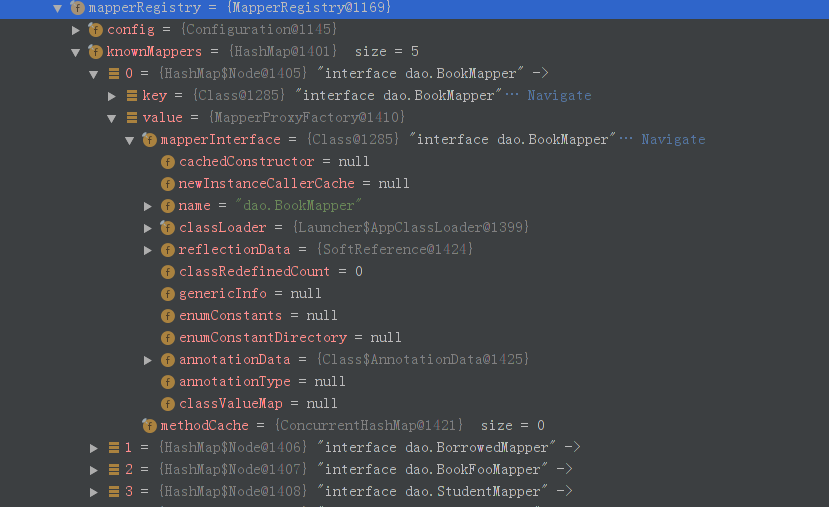 mapperRegistry = {MapperRegistry@1169}
config = {Configuration@1145}
knownMappers = {HashMap@1401} size = 5
0 = {HashMap$Node@1405} "interface dao.BookMapper" ->
key = {Class@1285} "interface dao.BookMapper"… Navigate
value = {MapperProxyFactory@1410}
mapperInterface = {Class@1285} "interface dao.BookMapper"… Navigate
cachedConstructor = null
newInstanceCallerCache = null
name = "dao.BookMapper"
classLoader = {Launcher$AppClassLoader@1399}
reflectionData = {SoftReference@1424}
classRedefinedCount = 0
genericInfo = null
enumConstants = null
enumConstantDirectory = null
annotationData = {Class$AnnotationData@1425}
annotationType = null
classValueMap = null
methodCache = {ConcurrentHashMap@1421} size = 0
1 = {HashMap$Node@1406} "interface dao.BorrowedMapper" ->
2 = {HashMap$Node@1407} "interface dao.BookFooMapper" ->
3 = {HashMap$Node@1408} "interface dao.StudentMapper" ->